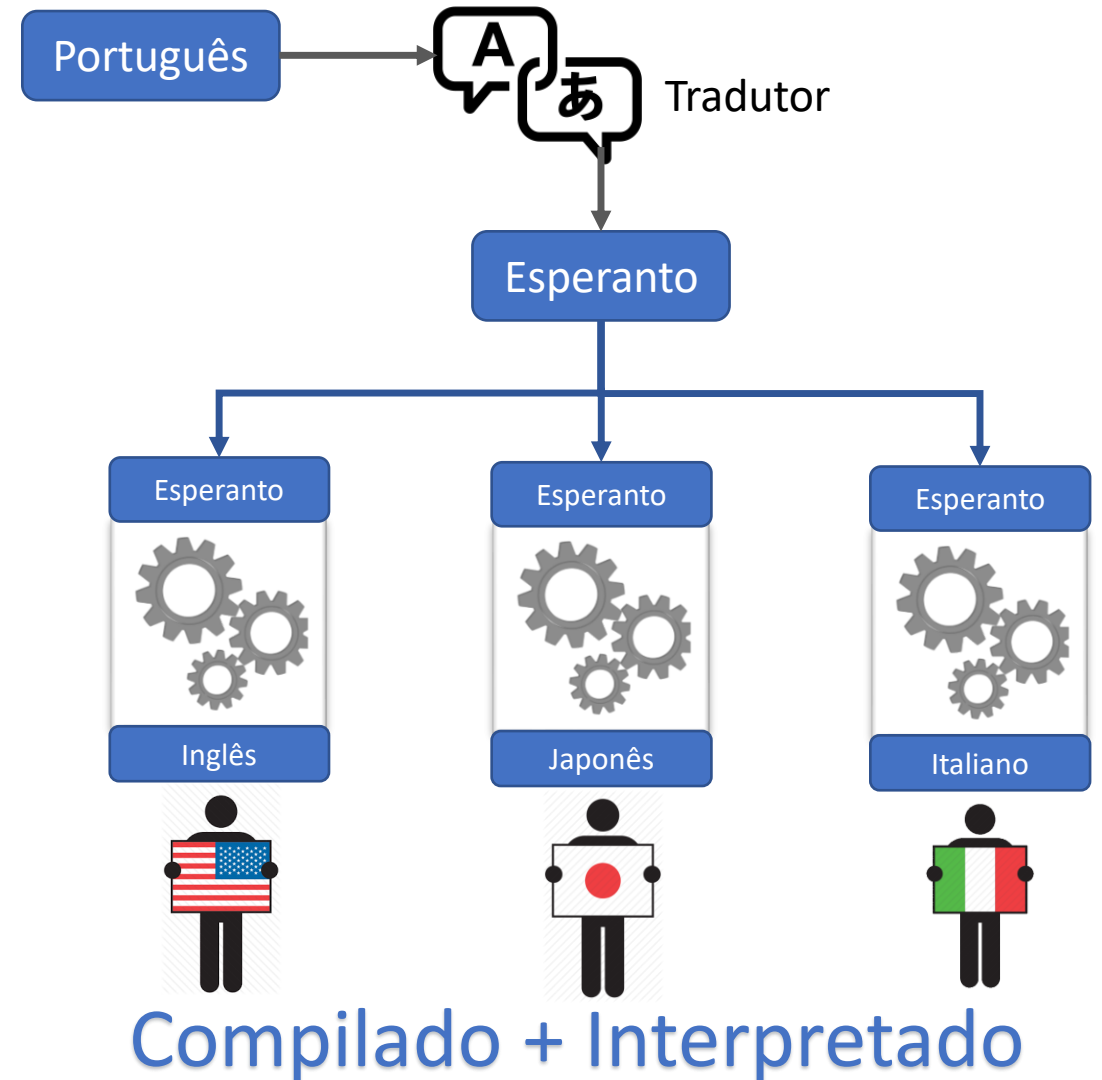 Português
A
あ
Tradutor
Esperanto
Esperanto
Esperanto
Esperanto
Inglês
Japonês
Italiano
Compilado + Interpretado